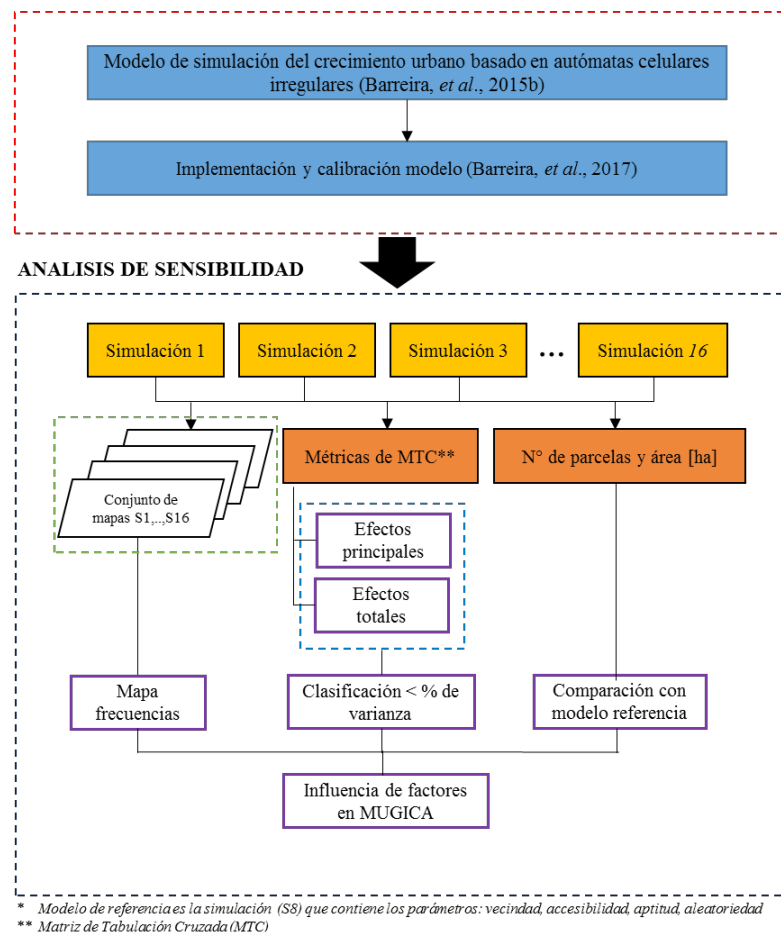 Modelo de simulación del crecimiento urbano basado en autómatas celulares
irregulares (Barreira, et al., 2015b)
Implementación y calibración modelo (Barreira, et al., 2017)
ANALISIS DE SENSIBILIDAD
Simulación 1
Simulación 2
Simulación 3
...
Simulación 16
Conjunto de
mapas S1,..,S16
Métricas de MTC**
N° de parcelas y área [ha]
Efectos
principales
Efectos
totales
Mapa
frecuencias
Clasificación < % de
varianza
Comparación con
modelo referencia
Influencia de factores
en MUGICA
* Modelo de referencia es la simulación (S8) que contiene los parámetros: vecindad, accesibilidad, aptitud, aleatoriedad
** Matriz de Tabulación Cruzada (MTC)